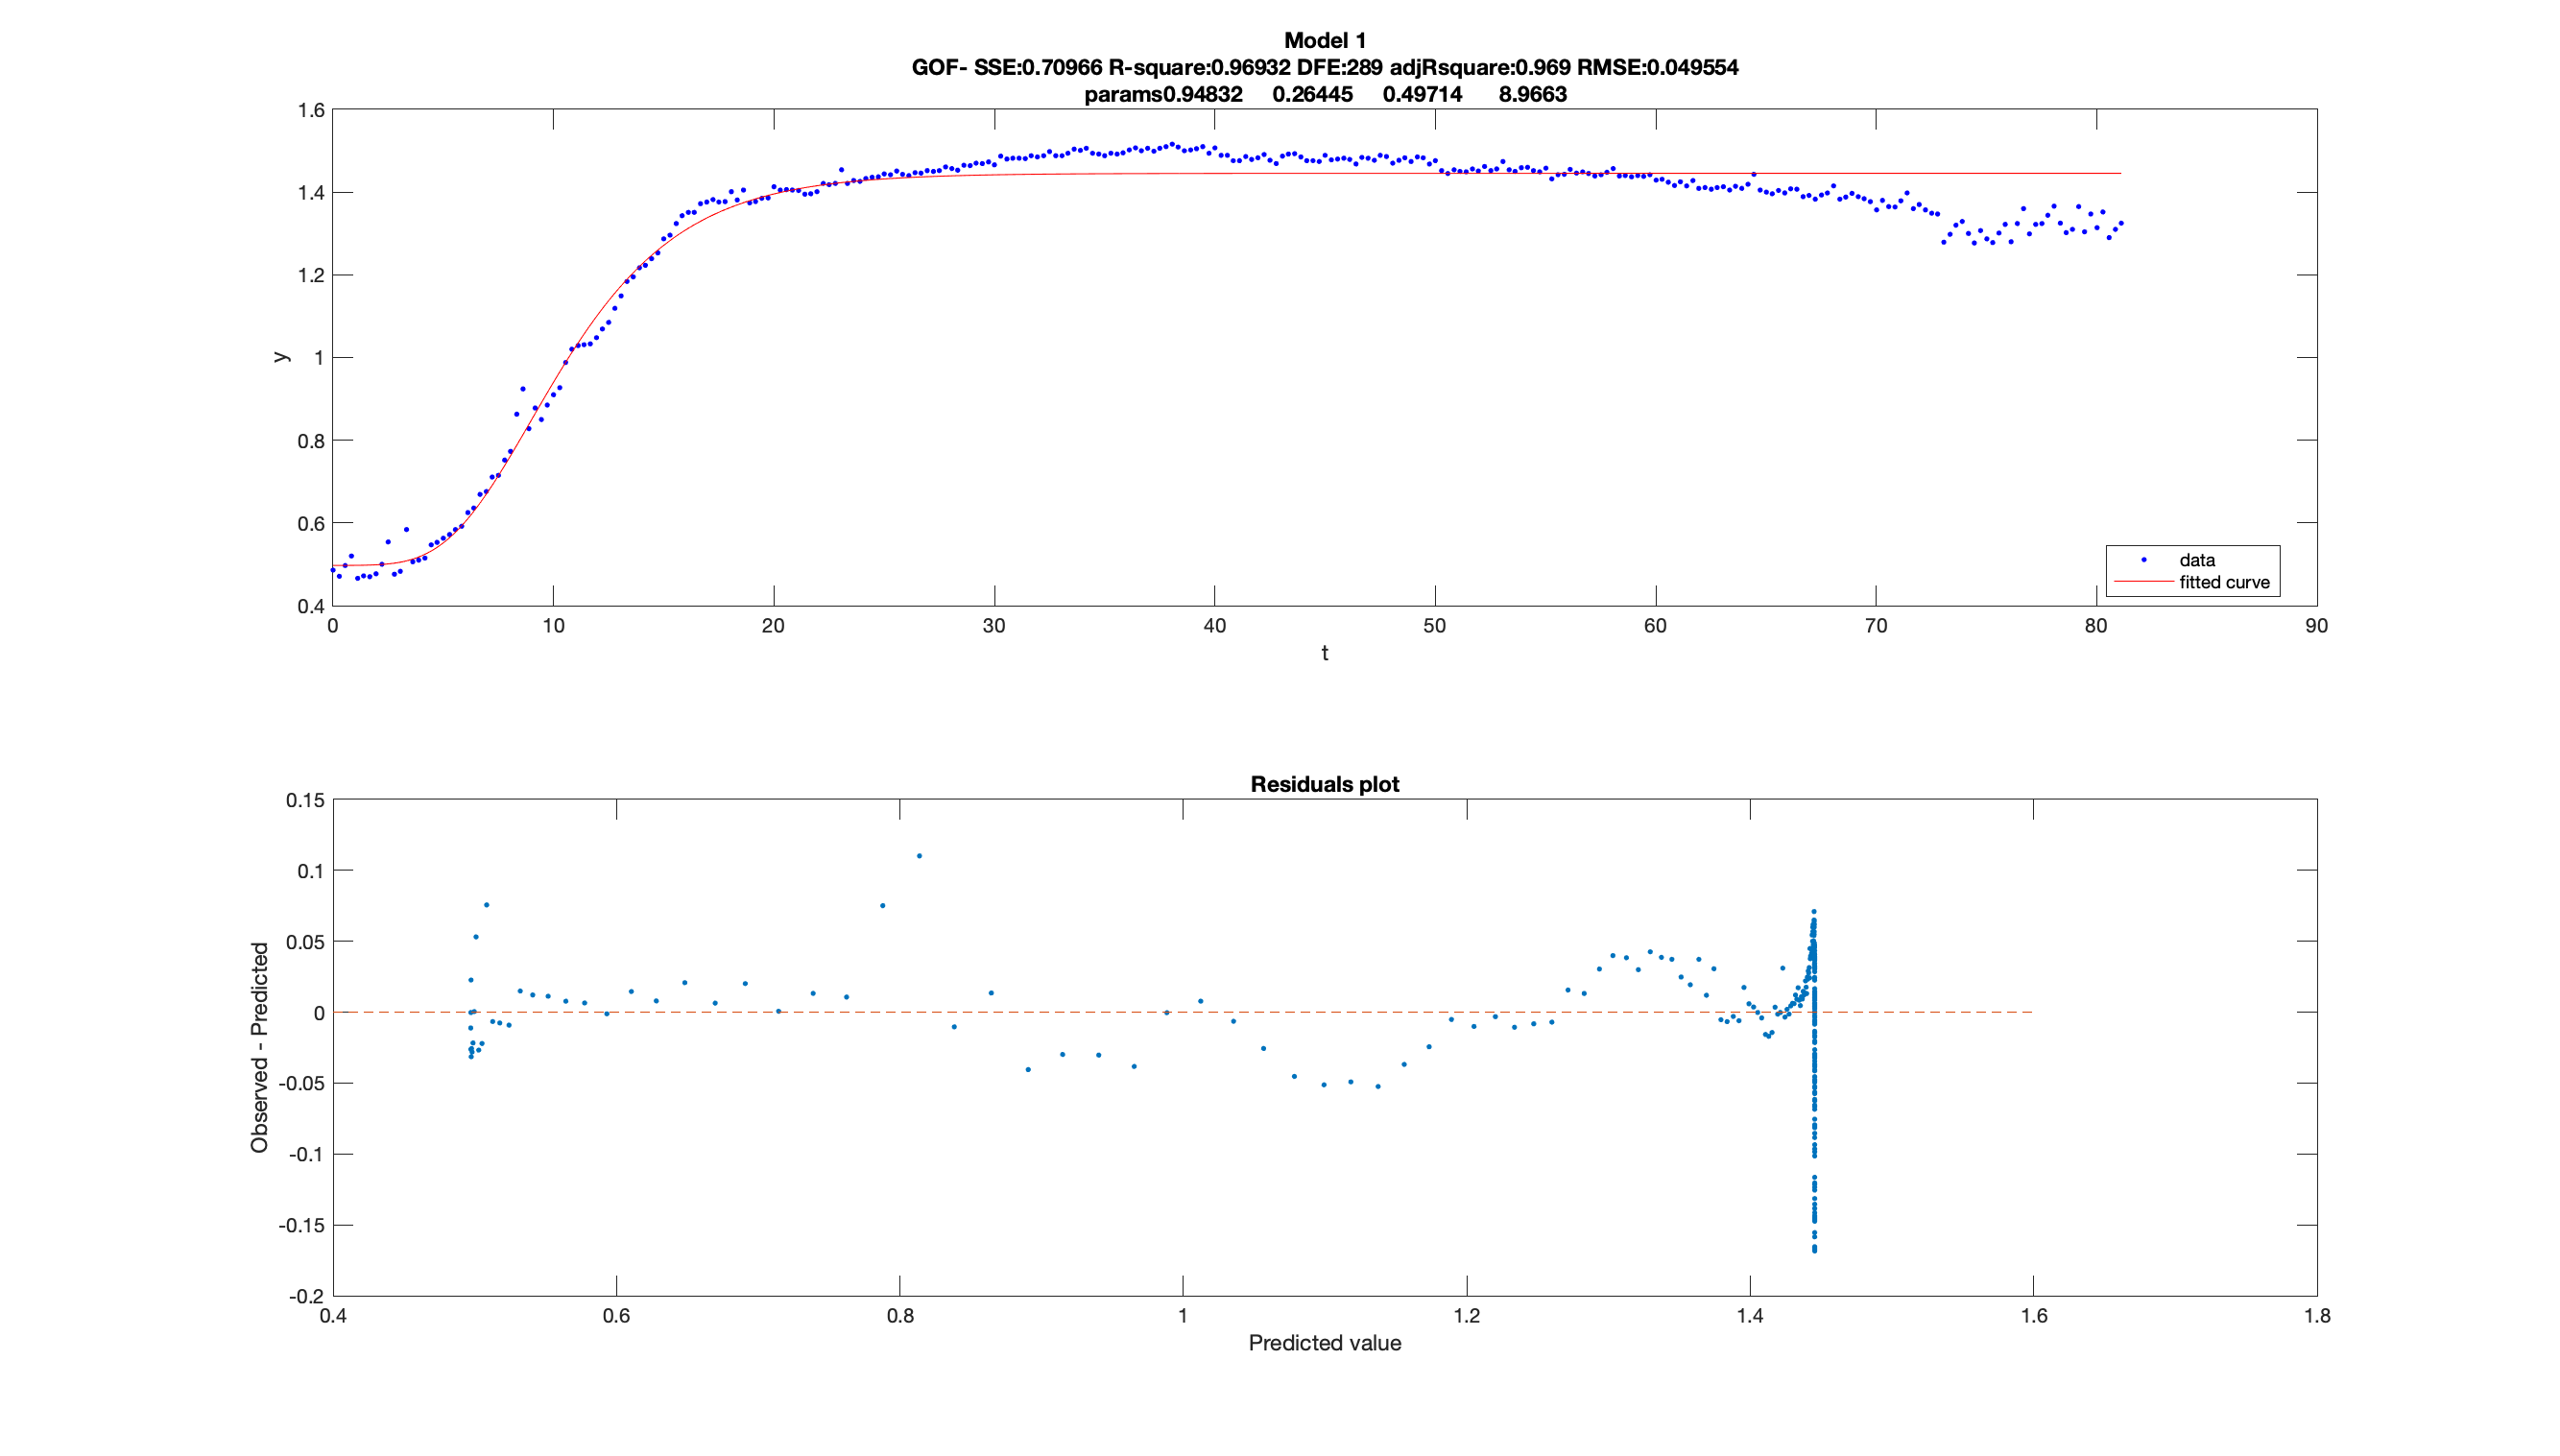 Model 1
GOF- SSE:0.70966 R-square:0.96932 DFE:289 adjRsquare:0.969 RMSE:0.049554
params0.94832 0.26445 0.49714 8.9663
1.6
1.4
1.2
1
0.8
0.6
0.4
y
data
fitted curve
0 10 20 30 40 50 60 70 80 90
t
Residuals plot
0.15
0.1
0.05
0
-0.05
-0.1
-0.15
-0.2
Observed - Predicted
0.4 0.6 0.8 1 1.2 1.4 1.6 1.8
Predicted value